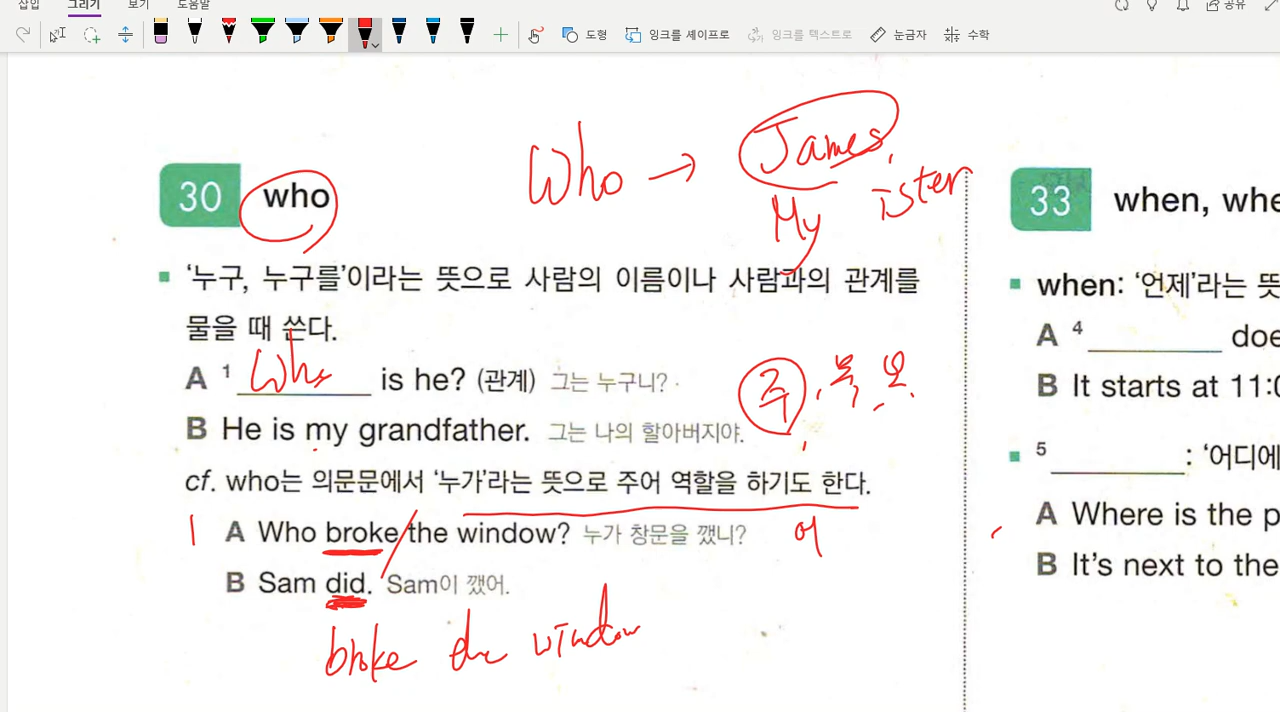 삽입 그리기 보기 도움말 공유
도형 잉크를 셰이프로 잉크를 텍스트로 눈금자 수학
Who → James
30 who
My ister
'누구, 누구를'이라는 뜻으로 사람의 이름이나 사람과의 관계를
물을 때 쓴다.
A 1 Who is he? (관계) 그는 누구니?
주, 목, 보
B He is my grandfather. 그는 나의 할아버지야.
cf. who는 의문문에서 '누가'라는 뜻으로 주어 역할을 하기도 한다.
A Who broke the window? 누가 창문을 깼니?
어
B Sam did. Sam이 깼어.
broke the window
33 when, whe
when: '언제'라는 뜻
A 4 ________ doe
B It starts at 11:0
5 ________: '어디에
A Where is the p
B It's next to the